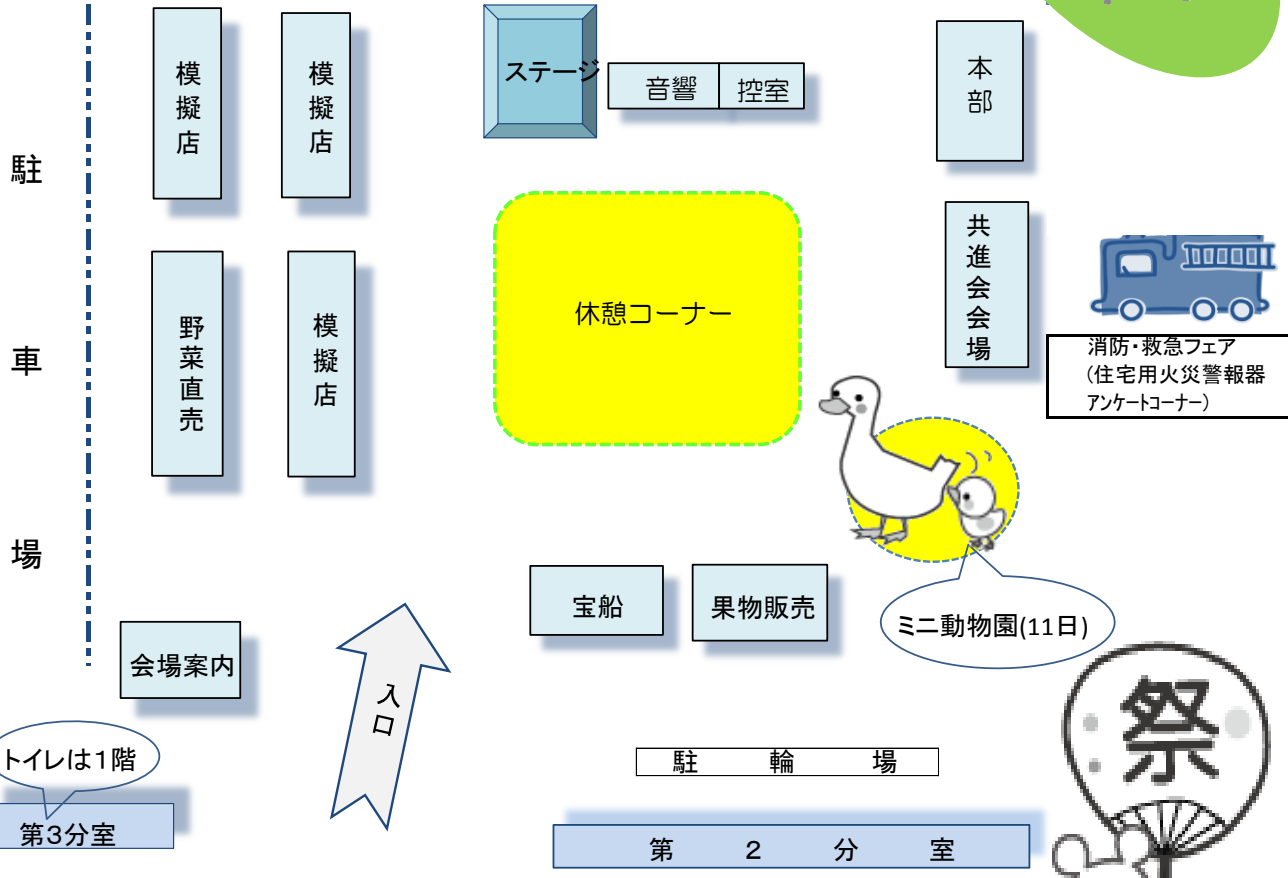 模擬店
模擬店
ステージ
音響
控室
本部
駐車場
共進会会場
野菜直売
模擬店
休憩コーナー
消防・救急フェア
(住宅用火災警報器
アンケートコーナー)
宝船
果物販売
ミニ動物園(11日)
会場案内
入口
祭
トイレは1階
駐輪場
第3分室
第2分室